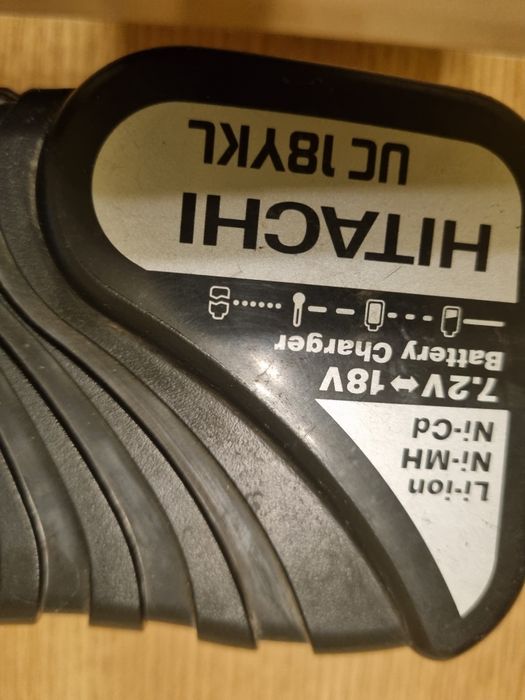 Li-ion
Ni-MH
Ni-Cd
7.2V⇔18V
Battery Charger
HITACHI
UC 18YKL